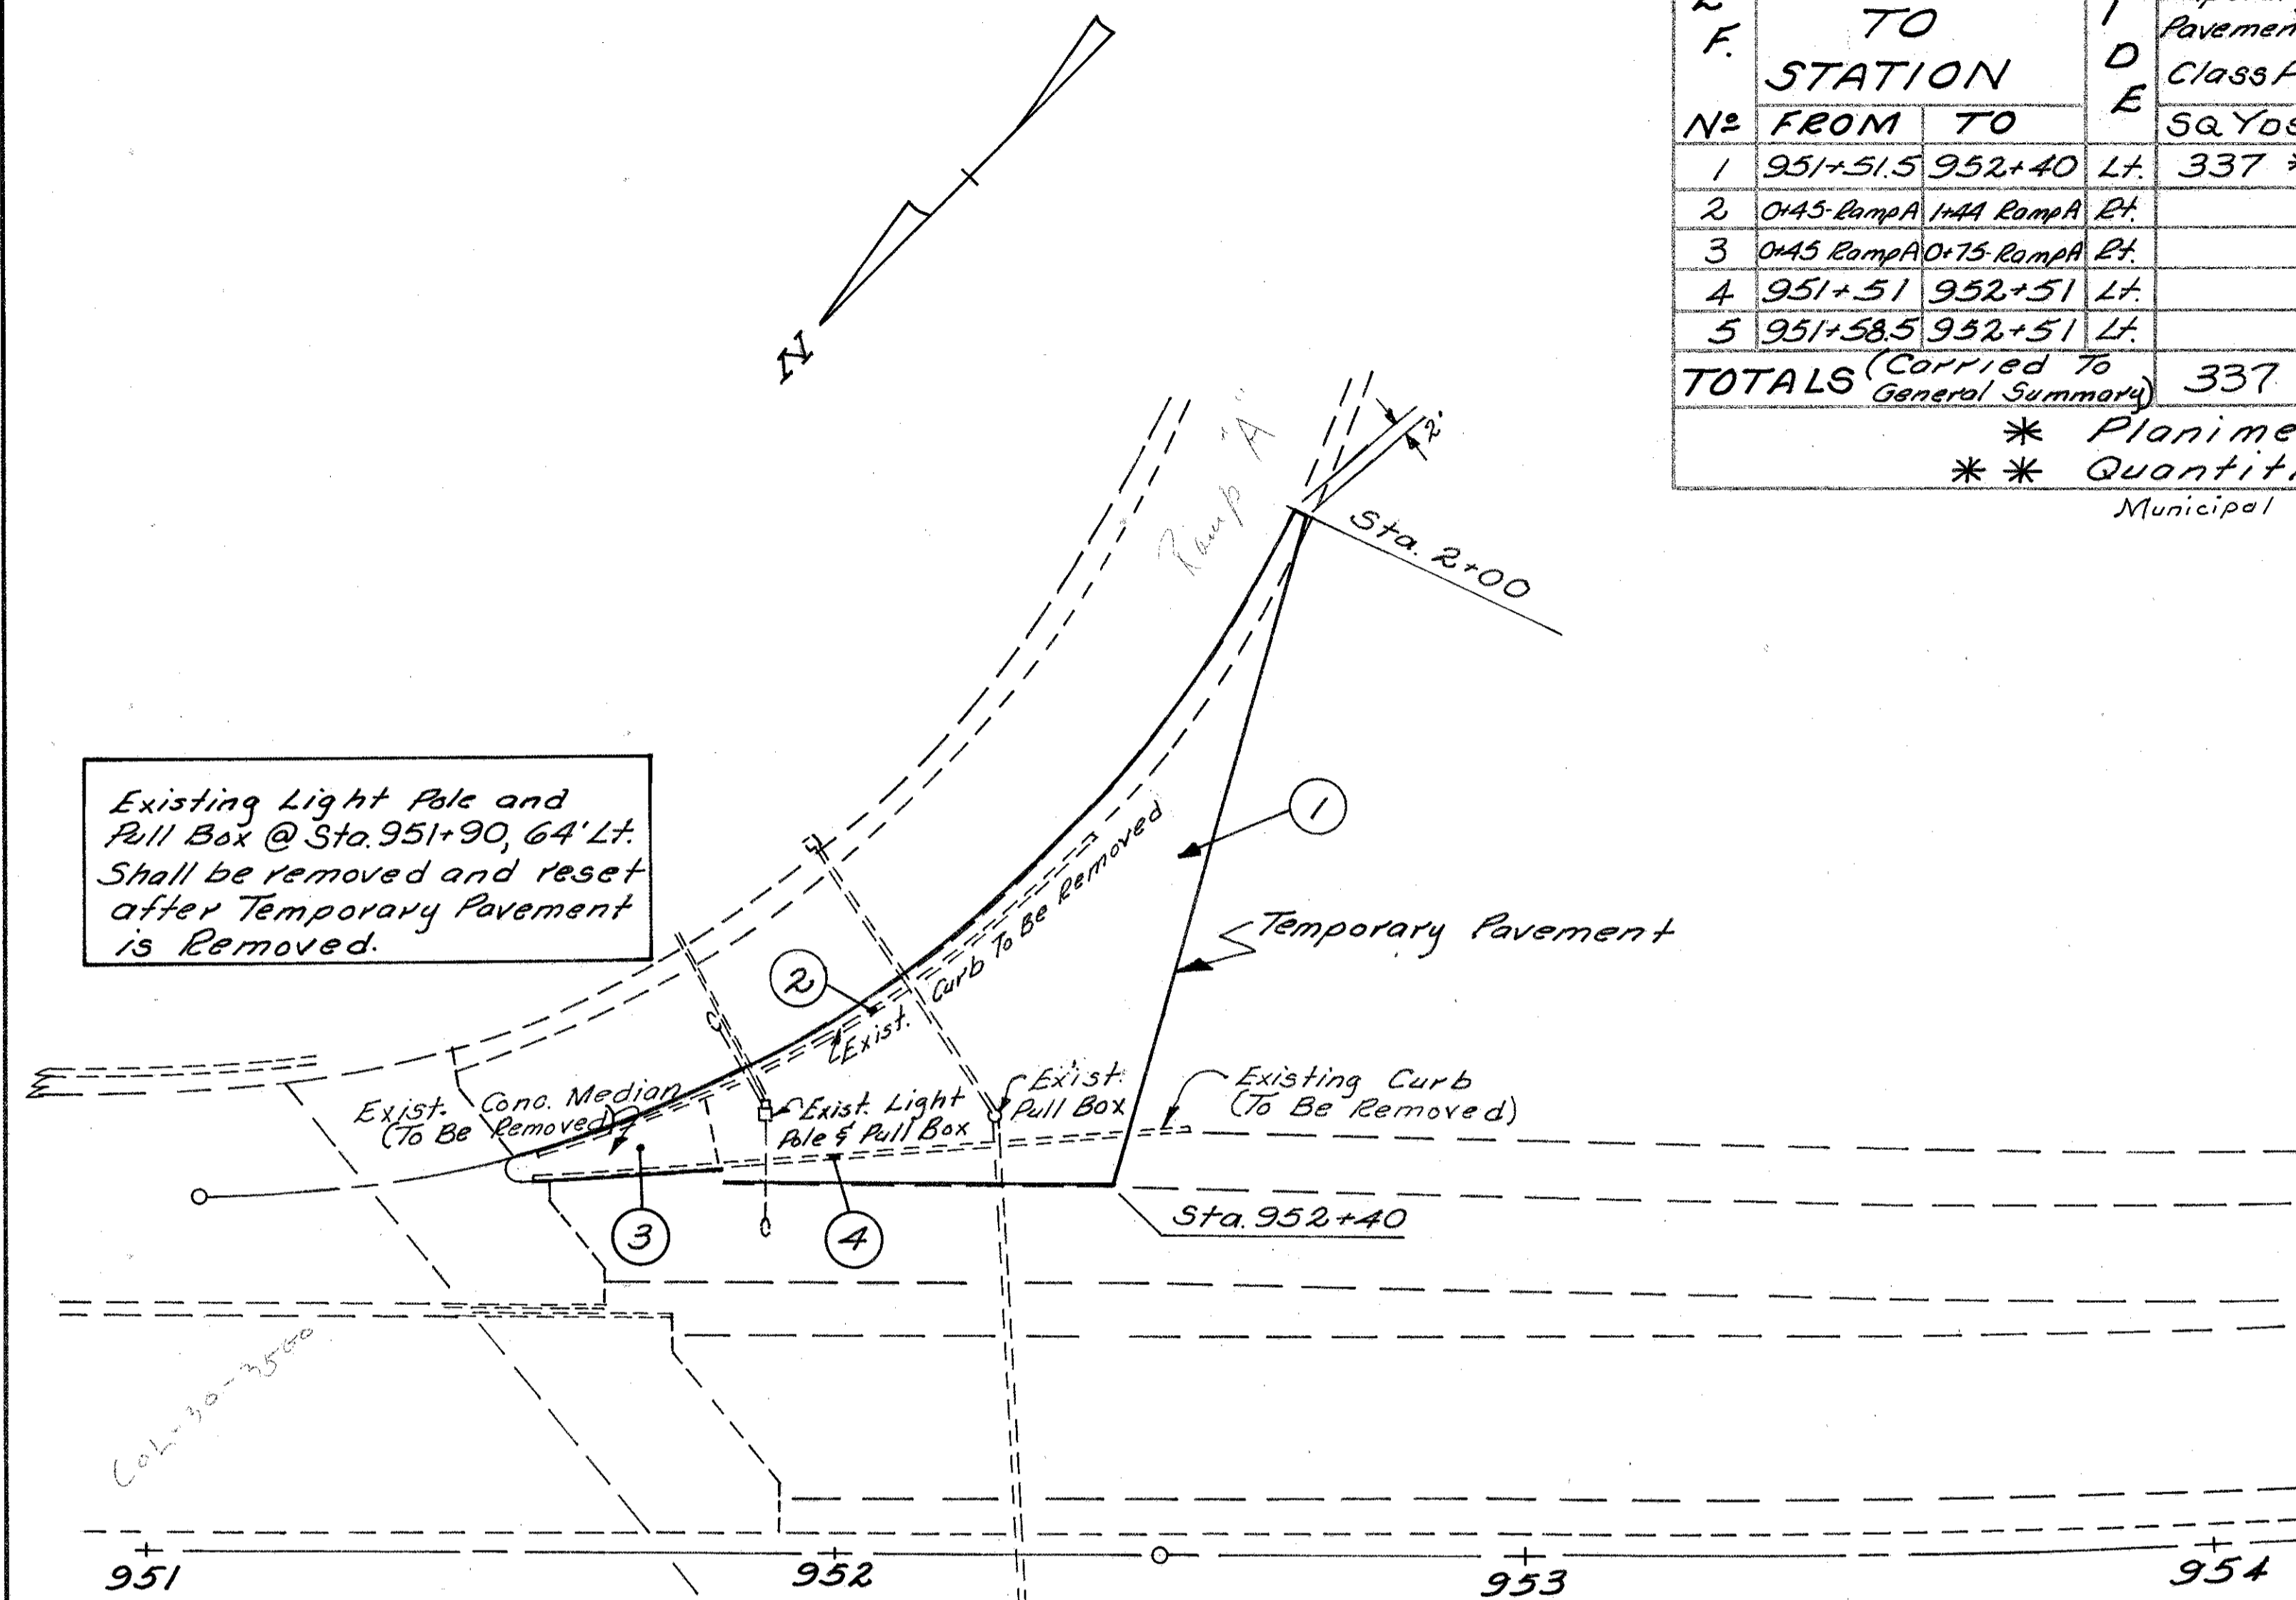 F.
TO
STATION
I
D
E
Pavemen
Class A
Nº FROM TO SQ YDS
1 951+51.5 952+40 Lt. 337 *
2 0+45-Ramp A 1+44 Ramp A Rt.
3 0+45 Ramp A 0+75-Ramp A Rt.
4 951+51 952+51 Lt.
5 951+58.5 952+51 Lt.
TOTALS (Carried To General Summary) 337
* Planime
** Quantiti
Municipal
N
Ramp "A"
2'
Sta. 2+00
Existing Light Pole and
Pull Box @ Sta. 951+90, 64' Lt.
Shall be removed and reset
after Temporary Pavement
is Removed.
1
Temporary Pavement
2
Exist. Curb To Be Removed
Exist. Conc. Median
(To Be Removed)
Exist. Light
Pole & Pull Box
Exist.
Pull Box
Existing Curb
(To Be Removed)
3
4
Sta. 952+40
COL-30-3500
951
952
953
954